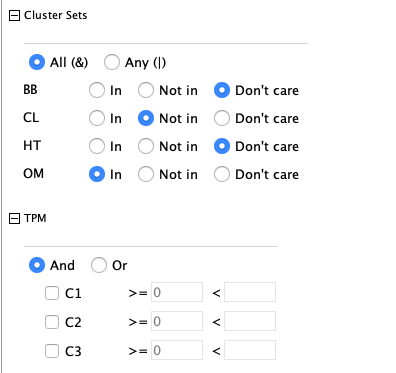 Cluster Sets
All (&) Any (|)
BB In Not in Don't care
CL In Not in Don't care
HT In Not in Don't care
OM In Not in Don't care
TPM
And Or
C1 >= 0 <
C2 >= 0 <
C3 >= 0 <